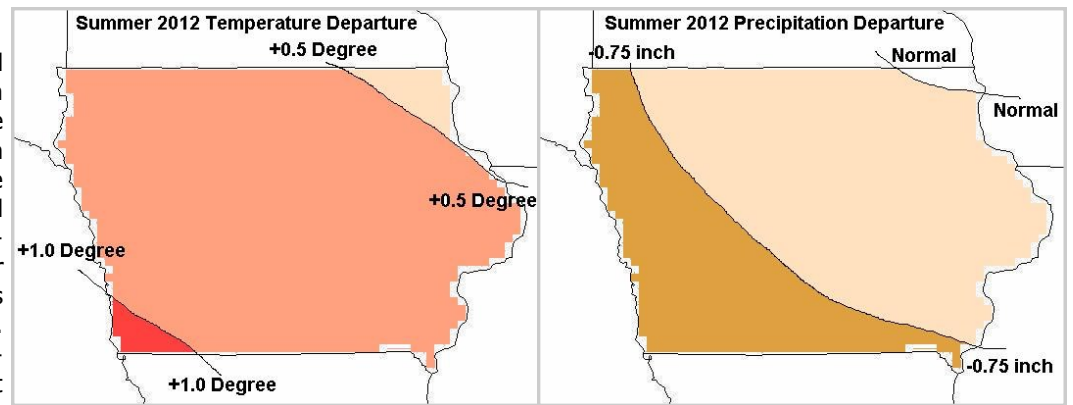 Summer 2012 Temperature Departure
+0.5 Degree
+0.5 Degree
+1.0 Degree
+1.0 Degree
Summer 2012 Precipitation Departure
-0.75 inch
Normal
Normal
-0.75 inch